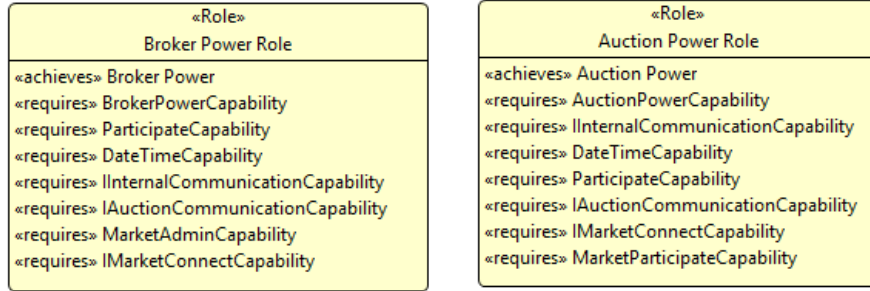 «Role»
Broker Power Role
«achieves» Broker Power
«requires» BrokerPowerCapability
«requires» ParticipateCapability
«requires» DateTimeCapability
«requires» IInternalCommunicationCapability
«requires» IAuctionCommunicationCapability
«requires» MarketAdminCapability
«requires» IMarketConnectCapability
«Role»
Auction Power Role
«achieves» Auction Power
«requires» AuctionPowerCapability
«requires» IInternalCommunicationCapability
«requires» DateTimeCapability
«requires» ParticipateCapability
«requires» IAuctionCommunicationCapability
«requires» IMarketConnectCapability
«requires» MarketParticipateCapability